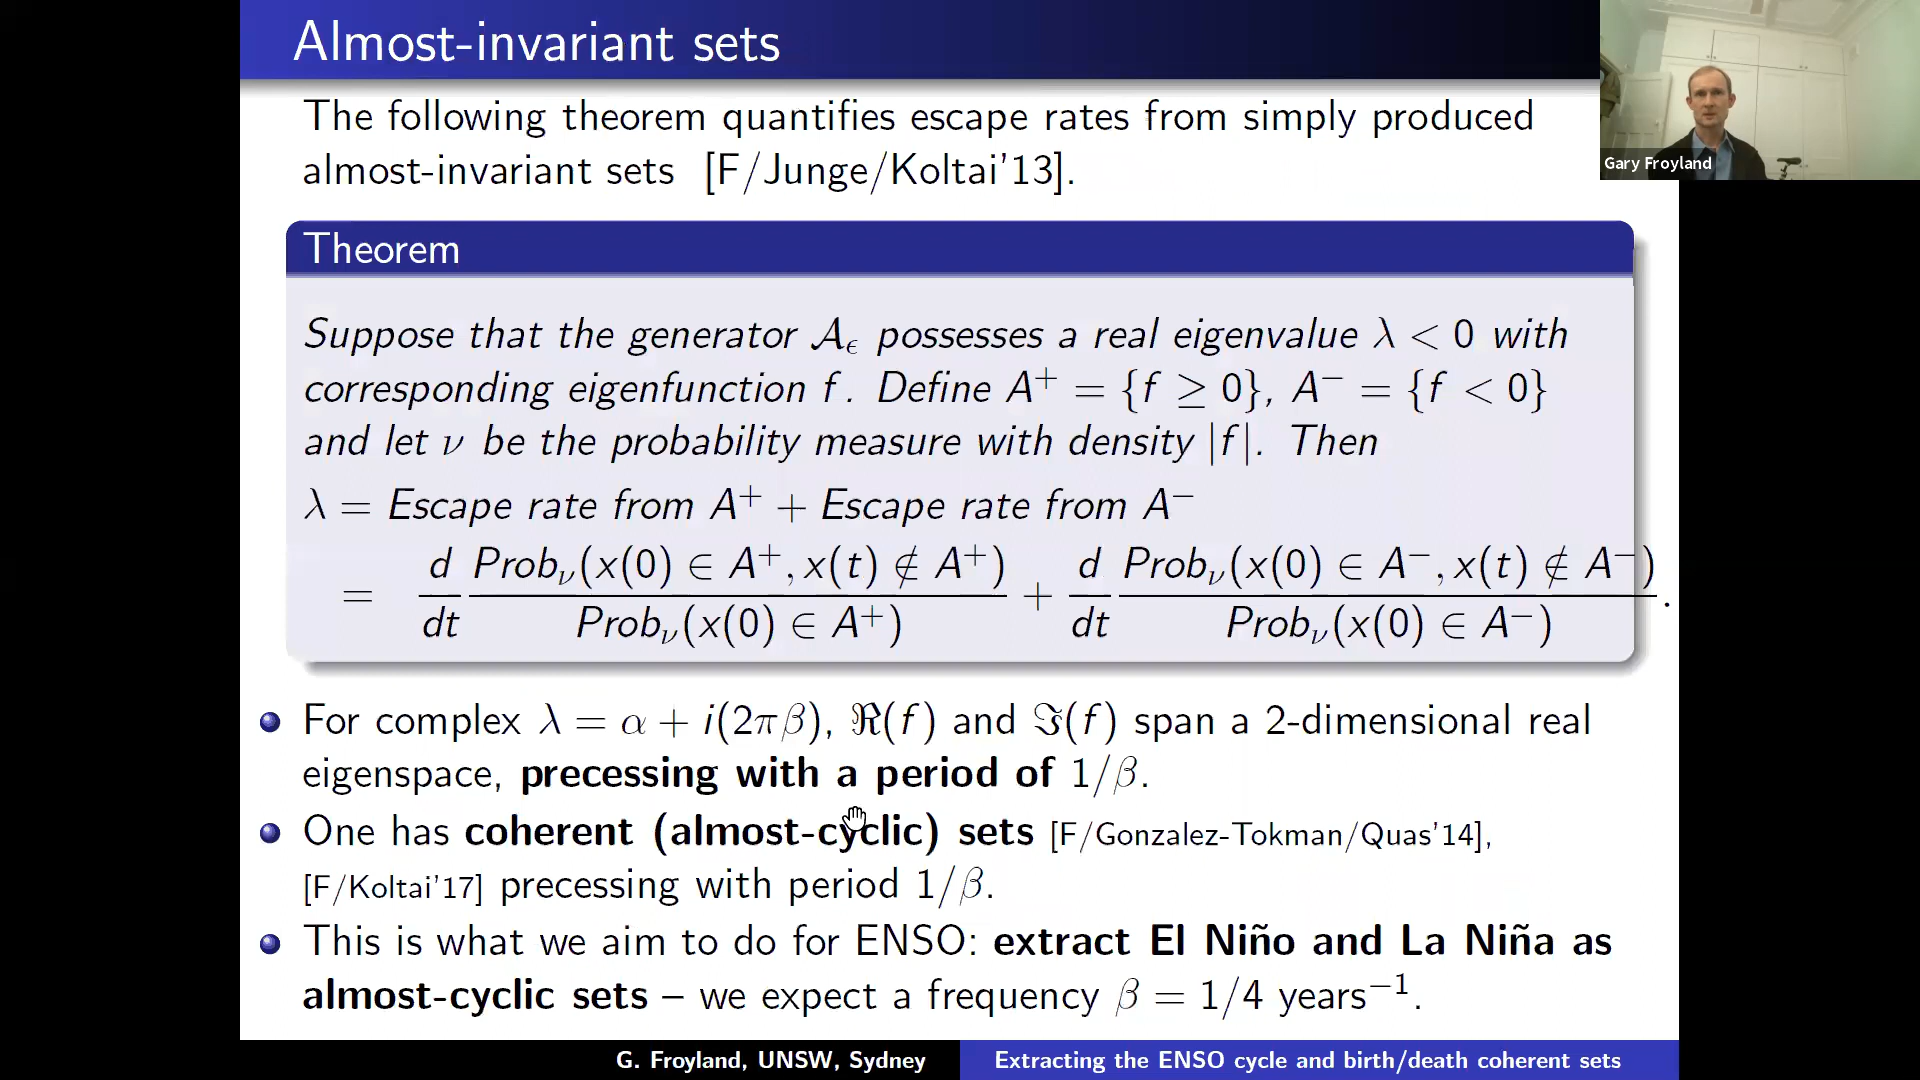 Almost-invariant sets
The following theorem quantifies escape rates from simply produced
almost-invariant sets [F/Junge/Koltai'13].
Gary Froyland
Theorem
Suppose that the generator 𝒜_ϵ possesses a real eigenvalue λ < 0 with
corresponding eigenfunction f. Define A⁺ = {f ≥ 0}, A⁻ = {f < 0}
and let ν be the probability measure with density |f|. Then
λ = Escape rate from A⁺ + Escape rate from A⁻
= d/dt Prob_ν(x(0) ∈ A⁺, x(t) ∉ A⁺)/Prob_ν(x(0) ∈ A⁺) + d/dt Prob_ν(x(0) ∈ A⁻, x(t) ∉ A⁻)/Prob_ν(x(0) ∈ A⁻).
For complex λ = α + i(2πβ), ℜ(f) and ℑ(f) span a 2-dimensional real
eigenspace, precessing with a period of 1/β.
One has coherent (almost-cyclic) sets [F/Gonzalez-Tokman/Quas'14],
[F/Koltai'17] precessing with period 1/β.
This is what we aim to do for ENSO: extract El Niño and La Niña as
almost-cyclic sets – we expect a frequency β = 1/4 years⁻¹.
G. Froyland, UNSW, Sydney
Extracting the ENSO cycle and birth/death coherent sets